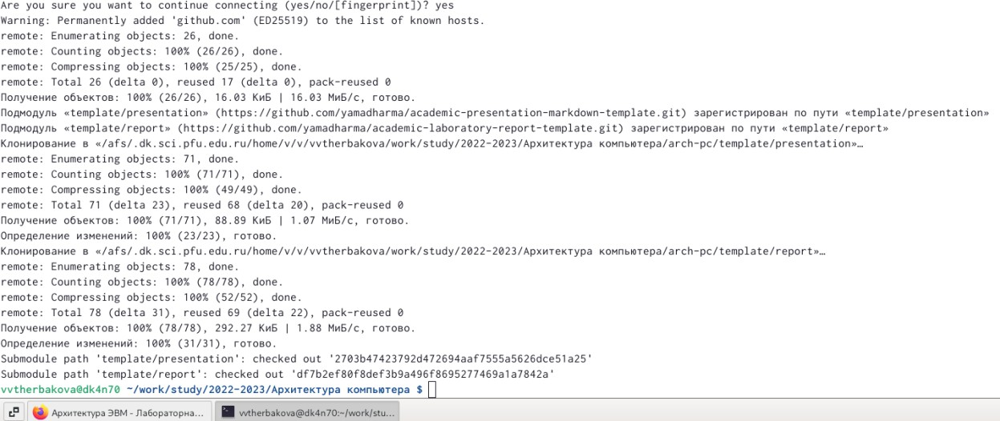 Are you sure you want to continue connecting (yes/no/[fingerprint])? yes
Warning: Permanently added 'github.com' (ED25519) to the list of known hosts.
remote: Enumerating objects: 26, done.
remote: Counting objects: 100% (26/26), done.
remote: Compressing objects: 100% (25/25), done.
remote: Total 26 (delta 0), reused 17 (delta 0), pack-reused 0
Получение объектов: 100% (26/26), 16.03 КиБ | 16.03 МиБ/с, готово.
Подмодуль «template/presentation» (https://github.com/yamadharma/academic-presentation-markdown-template.git) зарегистрирован по пути «template/presentation»
Подмодуль «template/report» (https://github.com/yamadharma/academic-laboratory-report-template.git) зарегистрирован по пути «template/report»
Клонирование в «/afs/.dk.sci.pfu.edu.ru/home/v/v/vvtherbakova/work/study/2022-2023/Архитектура компьютера/arch-pc/template/presentation»…
remote: Enumerating objects: 71, done.
remote: Counting objects: 100% (71/71), done.
remote: Compressing objects: 100% (49/49), done.
remote: Total 71 (delta 23), reused 68 (delta 20), pack-reused 0
Получение объектов: 100% (71/71), 88.89 КиБ | 1.07 МиБ/с, готово.
Определение изменений: 100% (23/23), готово.
Клонирование в «/afs/.dk.sci.pfu.edu.ru/home/v/v/vvtherbakova/work/study/2022-2023/Архитектура компьютера/arch-pc/template/report»…
remote: Enumerating objects: 78, done.
remote: Counting objects: 100% (78/78), done.
remote: Compressing objects: 100% (52/52), done.
remote: Total 78 (delta 31), reused 69 (delta 22), pack-reused 0
Получение объектов: 100% (78/78), 292.27 КиБ | 1.88 МиБ/с, готово.
Определение изменений: 100% (31/31), готово.
Submodule path 'template/presentation': checked out '2703b47423792d472694aaf7555a5626dce51a25'
Submodule path 'template/report': checked out 'df7b2ef80f8def3b9a496f8695277469a1a7842a'
vvtherbakova@dk4n70 ~/work/study/2022-2023/Архитектура компьютера $
Архитектура ЭВМ - Лабораторна…
vvtherbakova@dk4n70:~/work/stu…